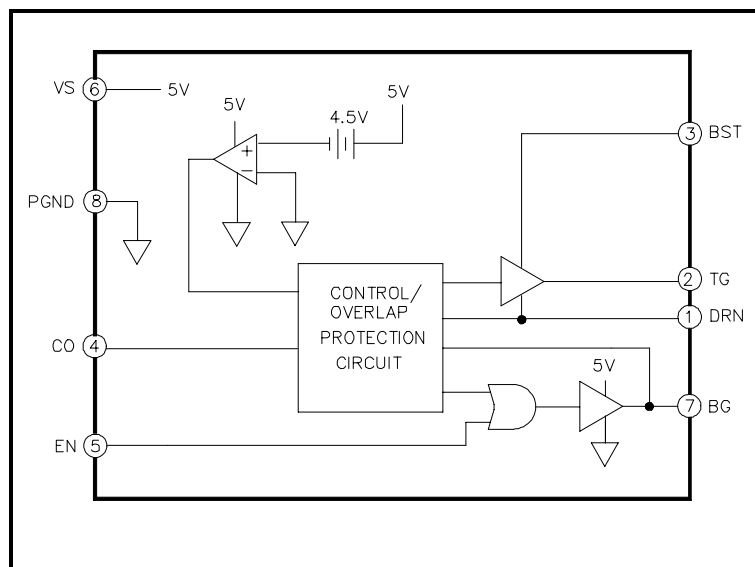 VS 6 5V
5V
4.5V
5V
+
−
3 BST
PGND 8
CONTROL/
OVERLAP
PROTECTION
CIRCUIT
2 TG
1 DRN
CO 4
5V
7 BG
EN 5